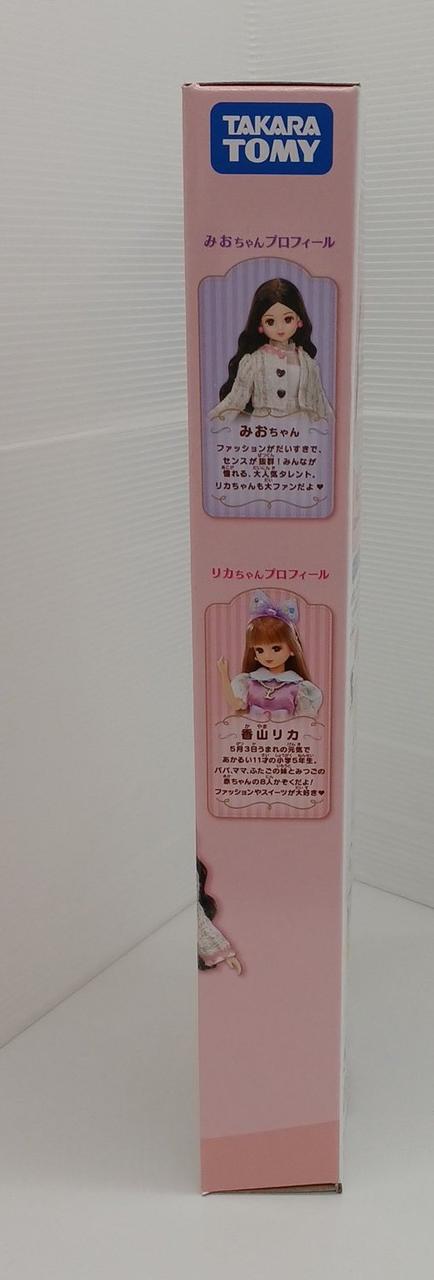 TAKARA
TOMY
みおちゃんプロフィール
みおちゃん
ファッションがだいすきで、
センスが抜群！みんなが
憧れる、大人気タレント。
リカちゃんも大ファンだよ♥
リカちゃんプロフィール
香山リカ
5月3日うまれの元気で
あかるい11才の小学5年生。
パパ、ママ、ふたごの妹とみつごの
赤ちゃんの8人かぞくだよ！
ファッションやスイーツが大好き♥